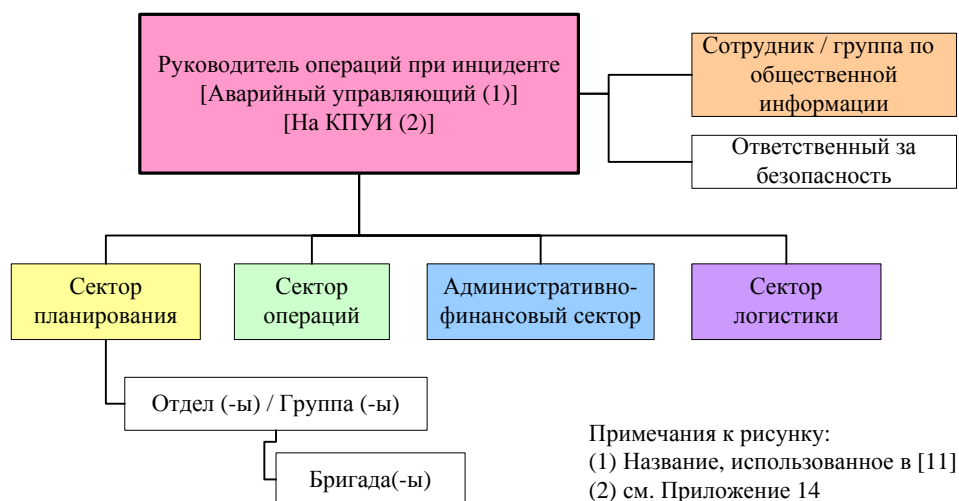 Руководитель операций при инциденте
[Аварийный управляющий (1)]
[На КПУИ (2)]
Сотрудник / группа по
общественной
информации
Ответственный за
безопасность
Сектор
планирования
Сектор
операций
Административно-
финансовый сектор
Сектор
логистики
Отдел (-ы) / Группа (-ы)
Бригада(-ы)
Примечания к рисунку:
(1) Название, использованное в [11]
(2) см. Приложение 14